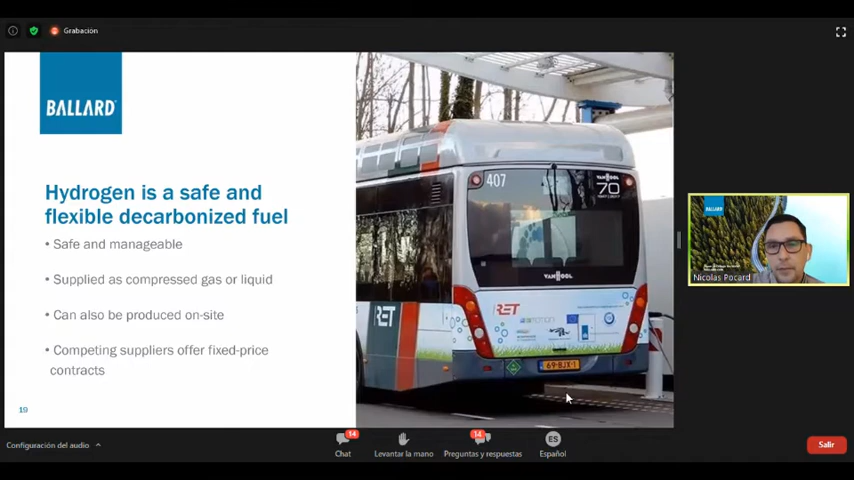 Grabación
BALLARD
Hydrogen is a safe and
flexible decarbonized fuel
• Safe and manageable
• Supplied as compressed gas or liquid
• Can also be produced on-site
• Competing suppliers offer fixed-price
contracts
19
407
VANHOOL
70
VANHOOL
RET
RET
69-BJX-1
BALLARD
Nicolas Pocard
Configuración del audio
14
Chat
Levantar la mano
14
Preguntas y respuestas
ES
Español
Salir